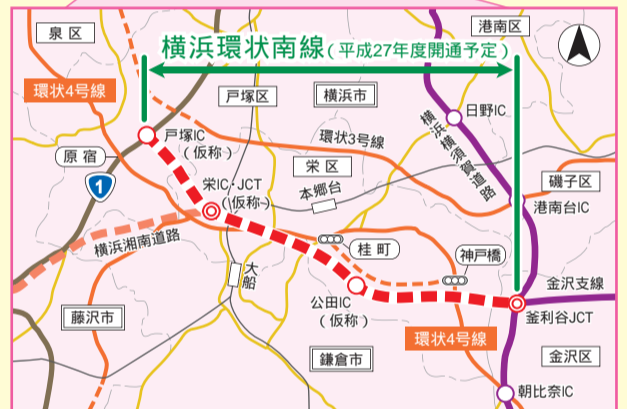 泉区
港南区
横浜環状南線(平成27年度開通予定)
環状4号線
戸塚区
横浜市
日野IC
戸塚IC
(仮称)
環状3号線
横浜横須賀道路
原宿
1
栄区
磯子区
栄IC・JCT
(仮称)
本郷台
港南台IC
横浜湘南道路
桂町
神戸橋
大船
金沢支線
公田IC
(仮称)
釜利谷JCT
藤沢市
環状4号線
鎌倉市
金沢区
朝比奈IC